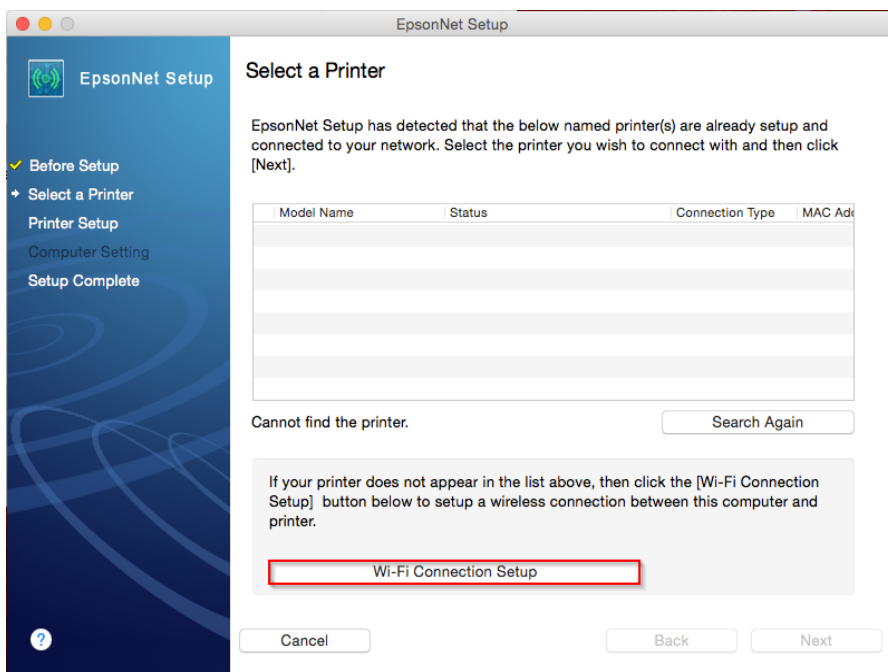 EpsonNet Setup
EpsonNet Setup
Before Setup
Select a Printer
Printer Setup
Computer Setting
Setup Complete
?
Select a Printer
EpsonNet Setup has detected that the below named printer(s) are already setup and
connected to your network. Select the printer you wish to connect with and then click
[Next].
Model Name Status Connection Type MAC Add
Cannot find the printer. Search Again
If your printer does not appear in the list above, then click the [Wi-Fi Connection
Setup] button below to setup a wireless connection between this computer and
printer.
Wi-Fi Connection Setup
Cancel Back Next